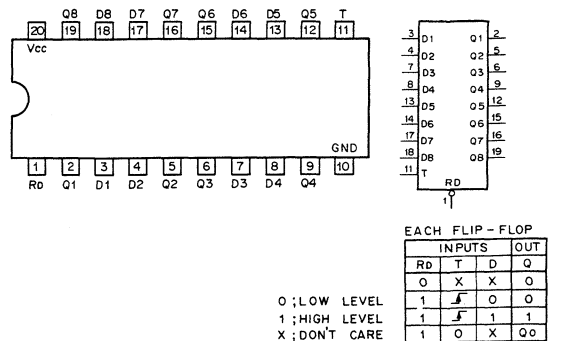 Q8 D8 D7 Q7 Q6 D6 D5 Q5 T
20 19 18 17 16 15 14 13 12 11
Vcc
GND
1 2 3 4 5 6 7 8 9 10
RD Q1 D1 D2 Q2 Q3 D3 D4 Q4
3 D1 Q1 2
4 D2 Q2 5
7 D3 Q3 6
8 D4 Q4 9
13 D5 Q5 12
14 D6 Q6 15
17 D7 Q7 16
18 D8 Q8 19
11 T
RD
1
EACH FLIP-FLOP
INPUTS OUT
RD T D Q
0 X X 0
1 0 0
1 1 1
1 0 X Q0
0 ; LOW LEVEL
1 ; HIGH LEVEL
X ; DON'T CARE